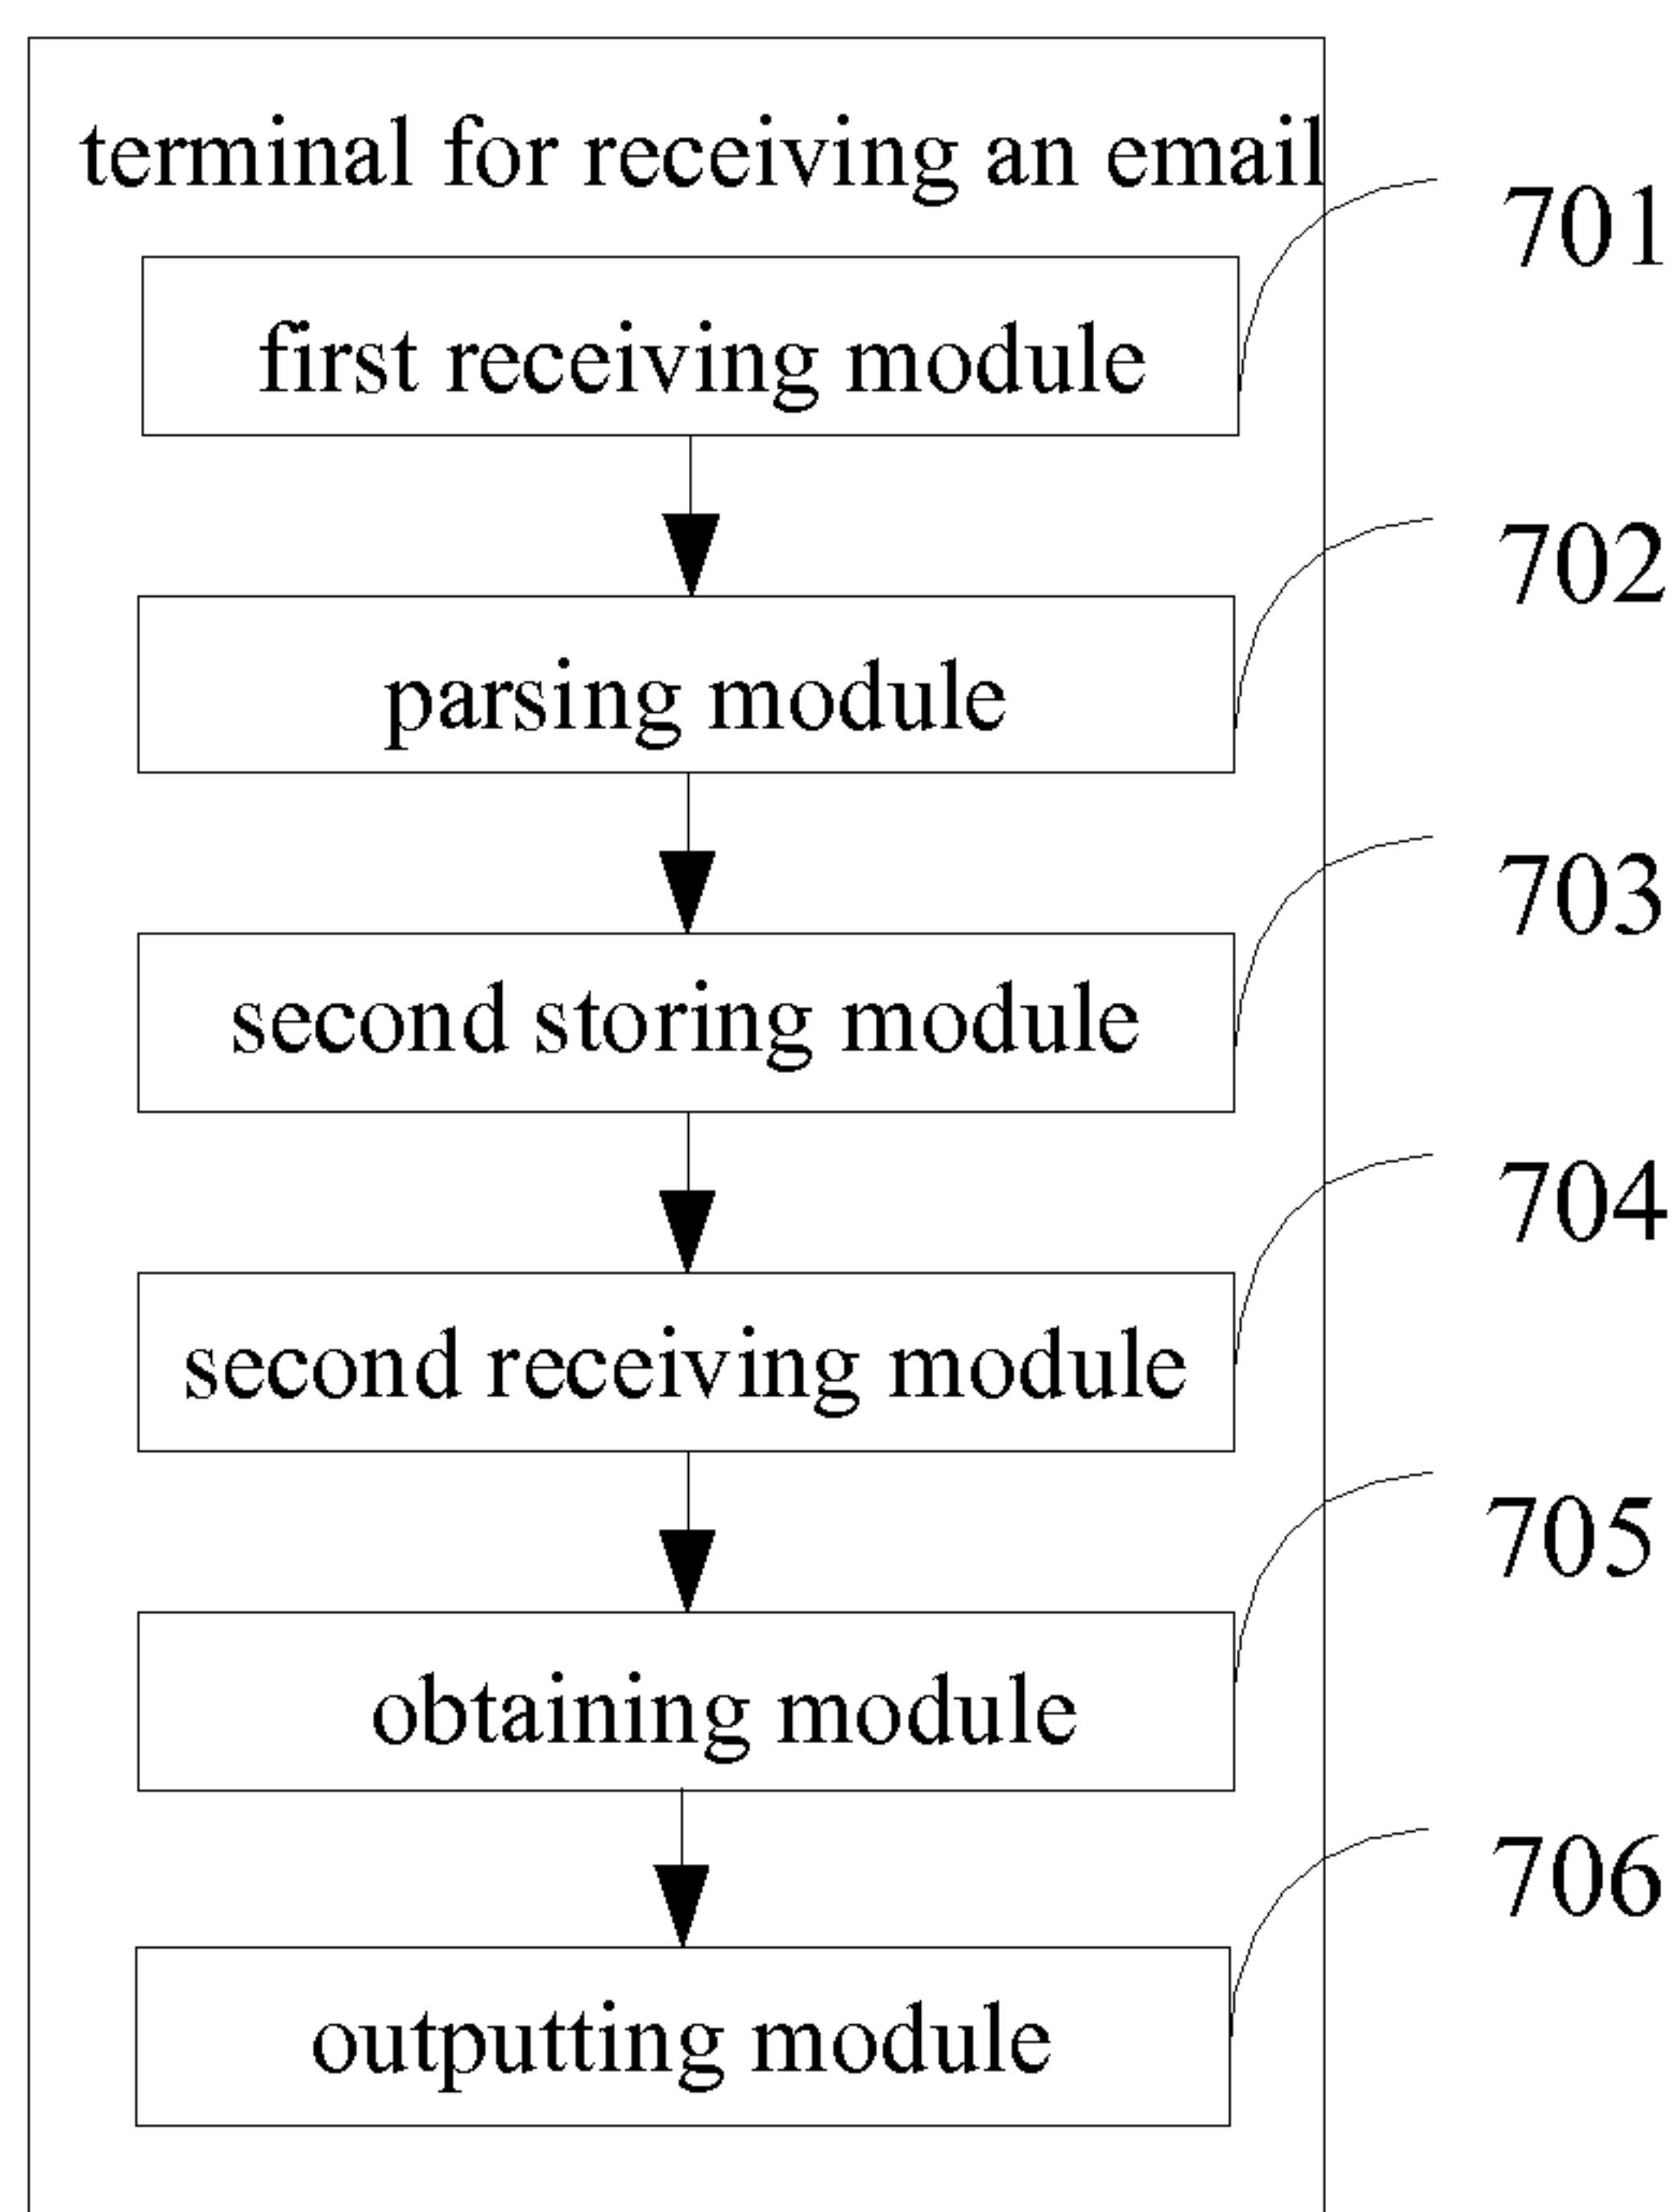 terminal for receiving an email
701
first receiving module
702
parsing module
703
second storing module
704
second receiving module
705
obtaining module
706
outputting module